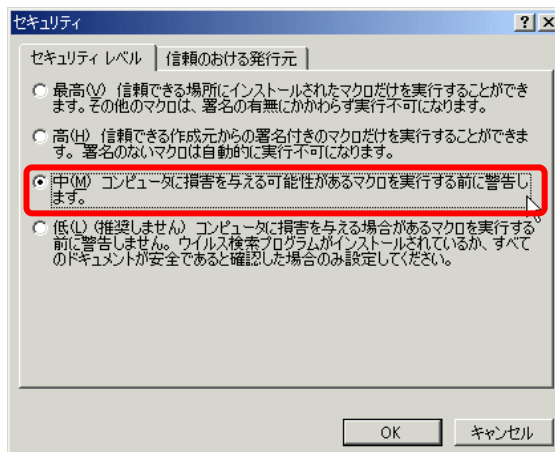 セキュリティ
セキュリティ レベル
信頼のおける発行元
最高(V) 信頼できる場所にインストールされたマクロだけを実行することができ
ます。その他のマクロは、署名の有無にかかわらず実行不可になります。
高(H) 信頼できる作成元からの署名付きのマクロだけを実行することができま
す。 署名のないマクロは自動的に実行不可になります。
中(M) コンピュータに損害を与える可能性があるマクロを実行する前に警告し
ます。
低(L) (推奨しません) コンピュータに損害を与える場合があるマクロを実行する
前に警告しません。ウイルス検索プログラムがインストールされているか、すべて
のドキュメントが安全であると確認した場合のみ設定してください。
OK
キャンセル